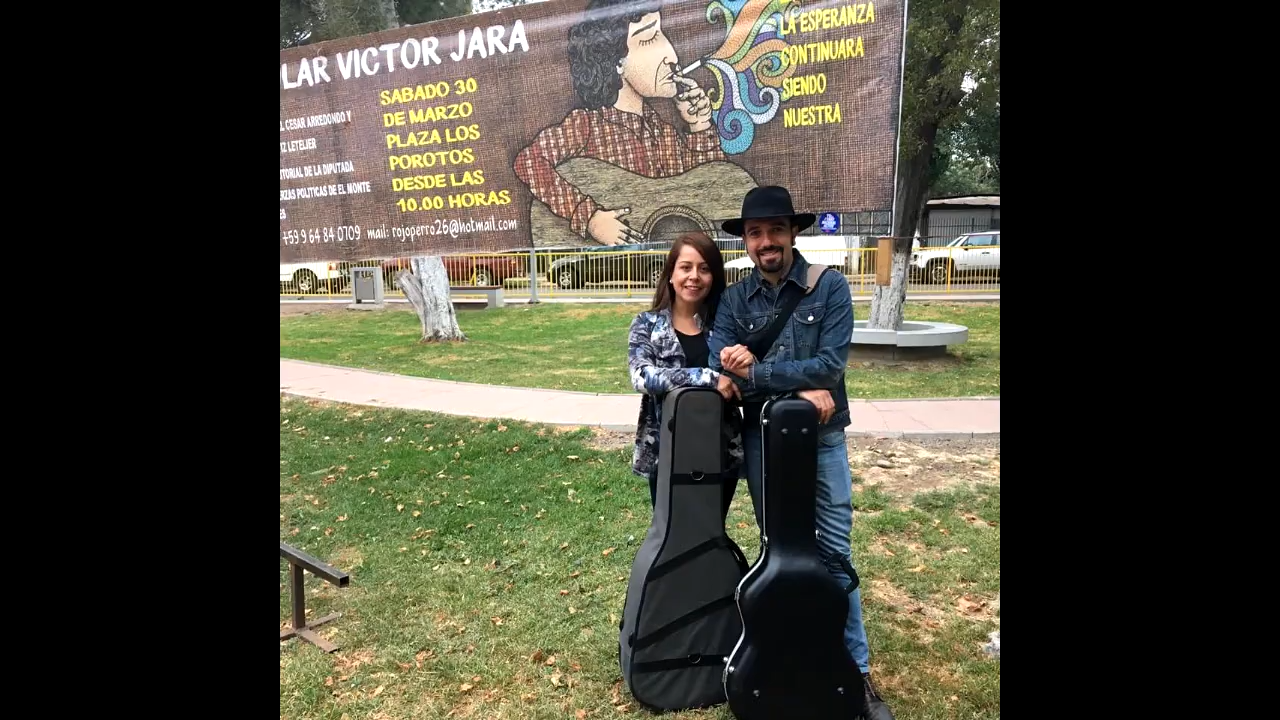 LAR VICTOR JARA
L CESAR ARREDONDO Y
IZ LETELIER
TORIAL DE LA DIPUTADA
RZAS POLITICAS DE EL MONTE
ES
+59 9 64 84 0709 mail: rojoperro26@hotmail.com
SABADO 30
DE MARZO
PLAZA LOS
POROTOS
DESDE LAS
10.00 HORAS
LA ESPERANZA
CONTINUARA
SIENDO
NUESTRA